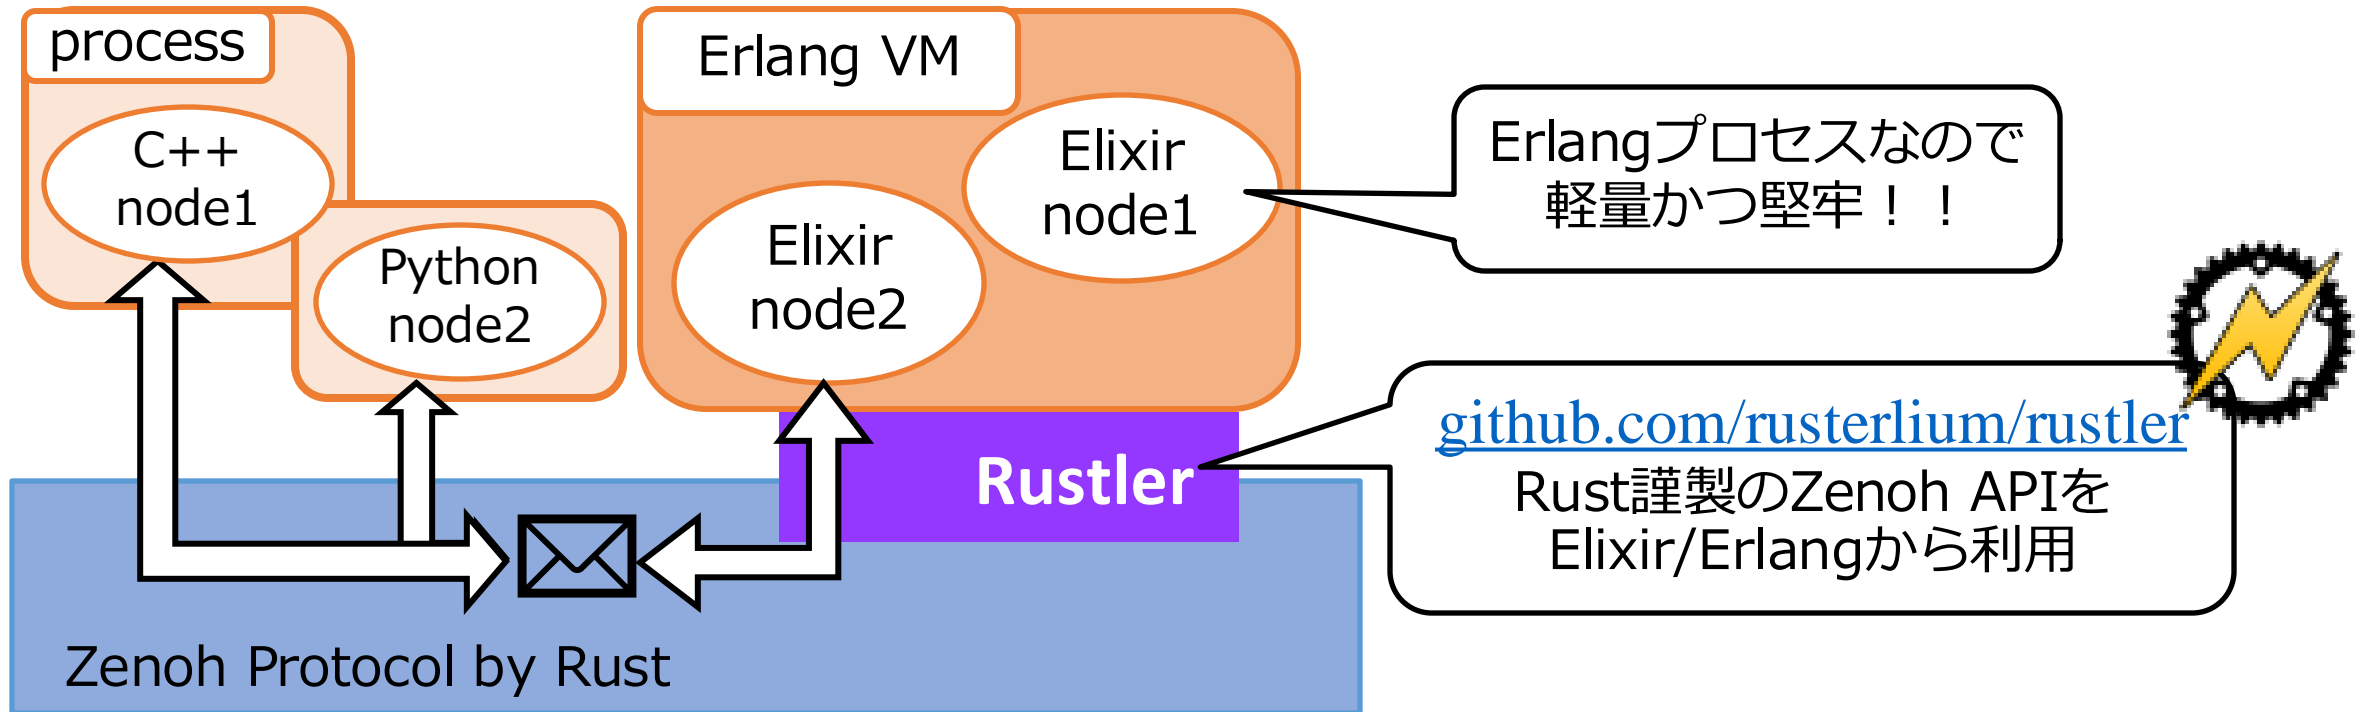 process
C++
node1
Python
node2
Erlang VM
Elixir
node1
Elixir
node2
Erlangプロセスなので
軽量かつ堅牢！！
Rustler
github.com/rusterlium/rustler
Rust謹製のZenoh APIを
Elixir/Erlangから利用
Zenoh Protocol by Rust